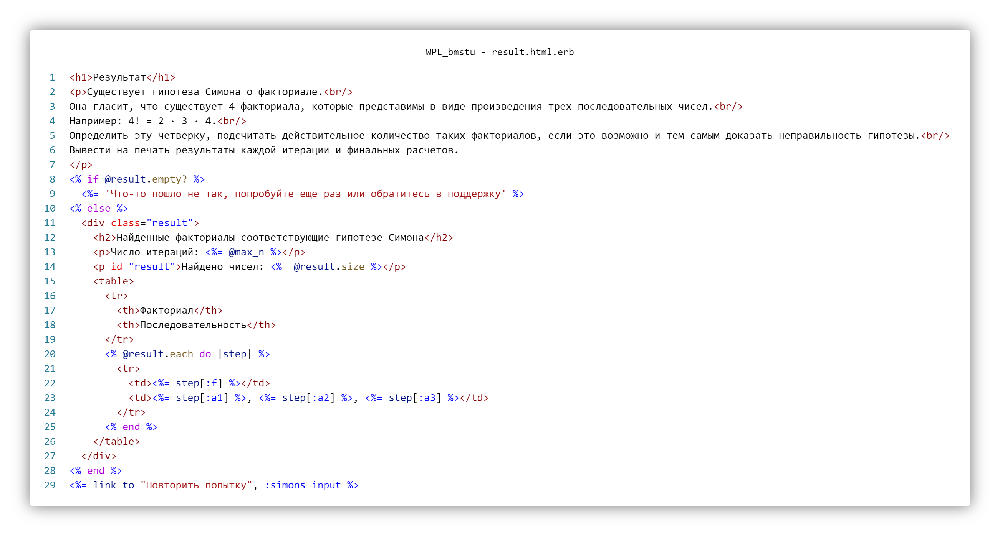 WPL_bmstu - result.html.erb
1 <h1>Результат</h1>
2 <p>Существует гипотеза Симона о факториале.<br/>
3 Она гласит, что существует 4 факториала, которые представимы в виде произведения трех последовательных чисел.<br/>
4 Например: 4! = 2 · 3 · 4.<br/>
5 Определить эту четверку, подсчитать действительное количество таких факториалов, если это возможно и тем самым доказать неправильность гипотезы.<br/>
6 Вывести на печать результаты каждой итерации и финальных расчетов.
7 </p>
8 <% if @result.empty? %>
9   <%= 'Что-то пошло не так, попробуйте еще раз или обратитесь в поддержку' %>
10 <% else %>
11   <div class="result">
12     <h2>Найденные факториалы соответствующие гипотезе Симона</h2>
13     <p>Число итераций: <%= @max_n %></p>
14     <p id="result">Найдено чисел: <%= @result.size %></p>
15     <table>
16       <tr>
17         <th>Факториал</th>
18         <th>Последовательность</th>
19       </tr>
20       <% @result.each do |step| %>
21         <tr>
22           <td><%= step[:f] %></td>
23           <td><%= step[:a1] %>, <%= step[:a2] %>, <%= step[:a3] %></td>
24         </tr>
25       <% end %>
26     </table>
27   </div>
28 <% end %>
29 <%= link_to "Повторить попытку", :simons_input %>